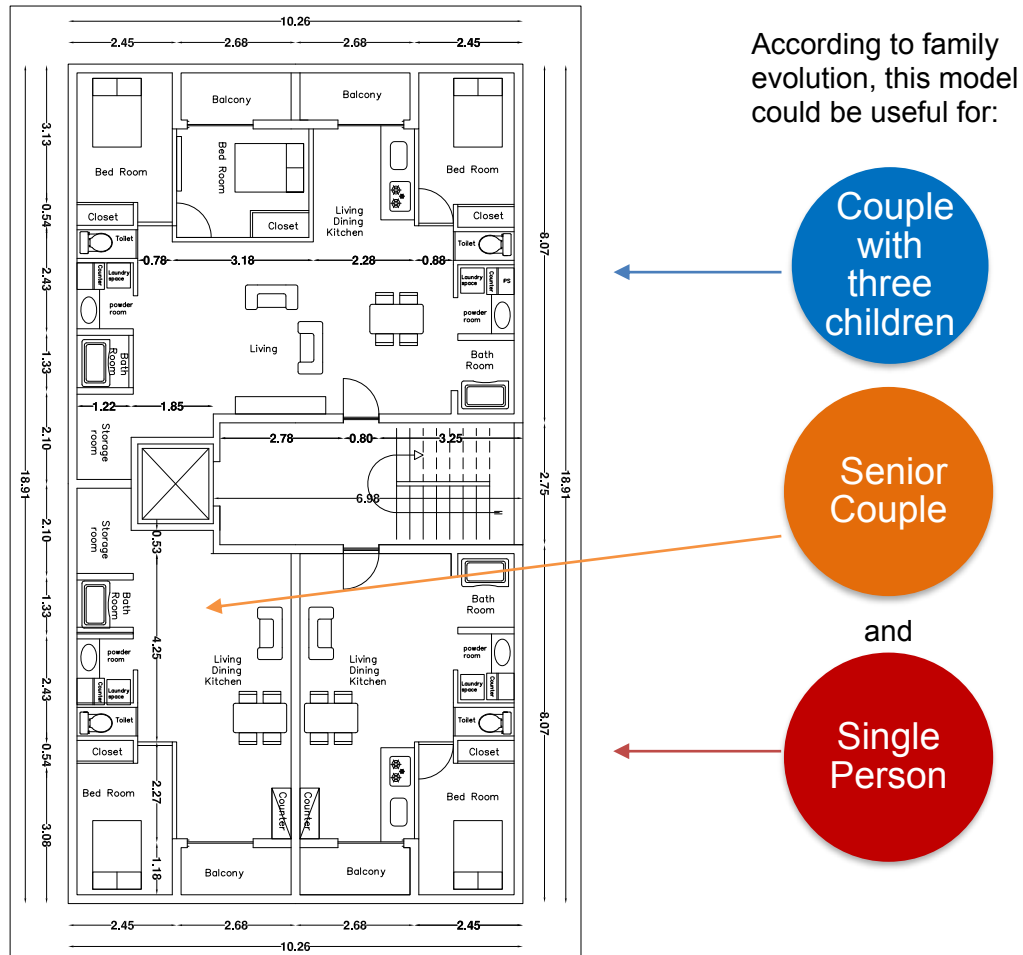 10.26
2.45 2.68 2.68 2.45
According to family
evolution, this model
could be useful for:
Balcony Balcony
3.13
Bed Room
Bed Room
Bed Room
Closet
Closet
Closet
0.54
Living
Dining
Kitchen
8.07
Toilet
Toilet
0.78 3.18 2.28 0.88
Counter
Laundry
space
Laundry
space
Counter
PS
2.43
powder
room
powder
room
Living
Bath
Room
Bath
Room
1.33
1.22 1.85
Storage
room
2.10
2.78 0.80 3.25
6.98
2.75
18.91
18.91
Couple
with
three
children
Senior
Couple
and
Single
Person
0.53
Storage
room
2.10
Bath
Room
Bath
Room
1.33
4.25
powder
room
powder
room
Living
Dining
Kitchen
Living
Dining
Kitchen
2.43
Counter
Laundry
space
Laundry
space
Counter
Toilet
Toilet
8.07
Closet
Closet
0.54
2.27
Bed Room
Bed Room
Counter
Counter
3.08
1.18
Balcony
Balcony
2.45 2.68 2.68 2.45
10.26